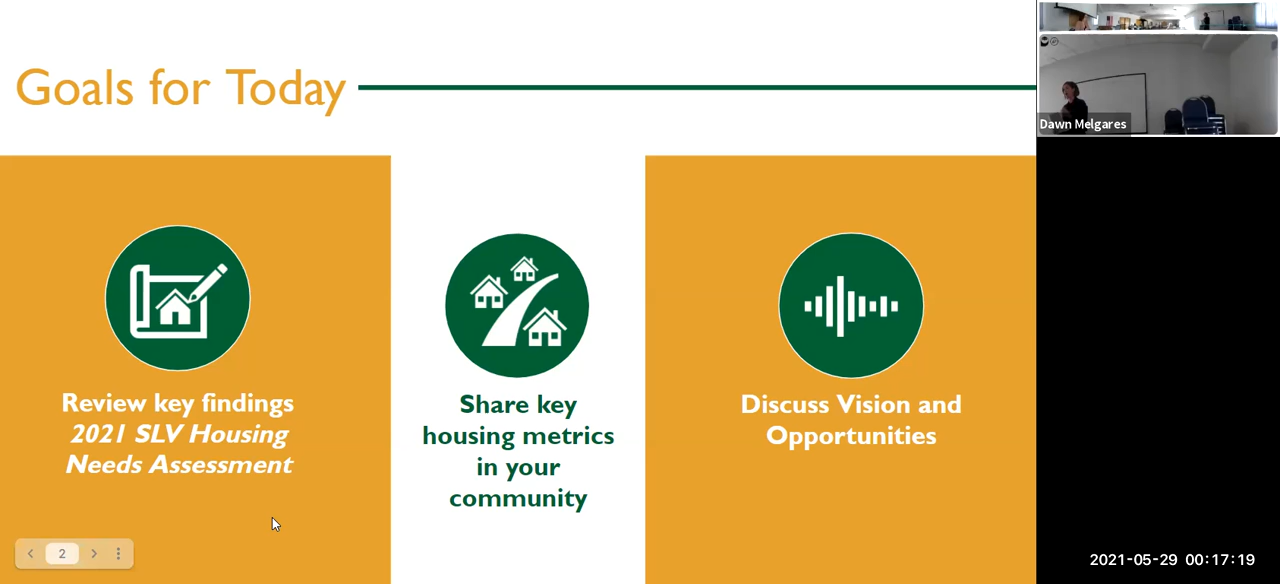 Goals for Today
Review key findings
2021 SLV Housing
Needs Assessment
Share key
housing metrics
in your
community
Discuss Vision and
Opportunities
2
Dawn Melgares
2021-05-29 00:17:19